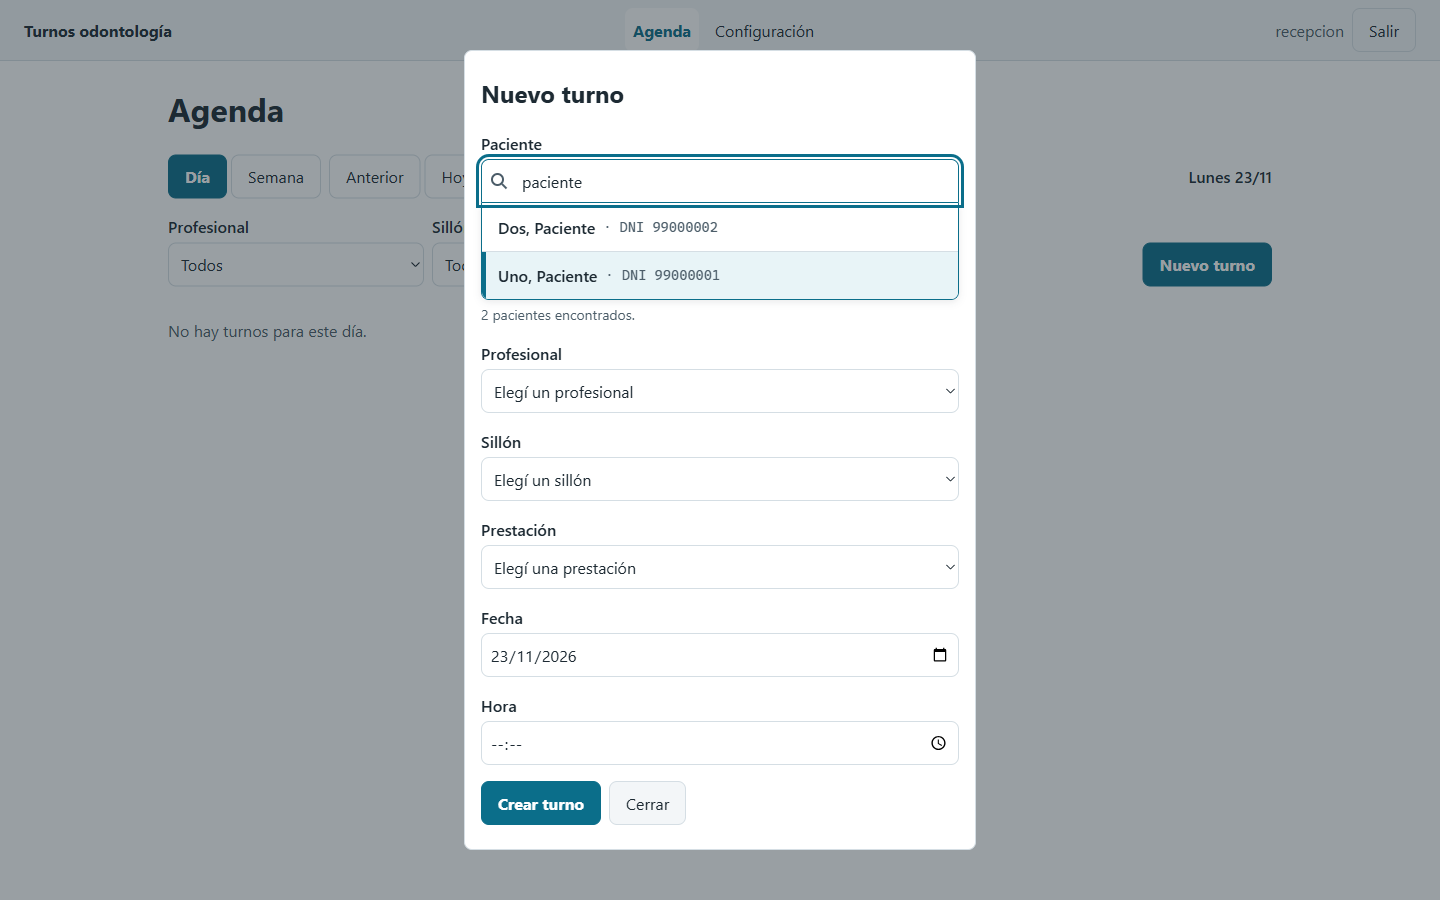 Turnos odontología
Agenda
Configuración
recepcion
Salir
Agenda
Día
Semana
Anterior
Lunes 23/11
Profesional
Todos
Nuevo turno
No hay turnos para este día.
Nuevo turno
Paciente
paciente
Dos, Paciente · DNI 99000002
Uno, Paciente · DNI 99000001
2 pacientes encontrados.
Profesional
Elegí un profesional
Sillón
Elegí un sillón
Prestación
Elegí una prestación
Fecha
23/11/2026
Hora
--:--
Crear turno
Cerrar